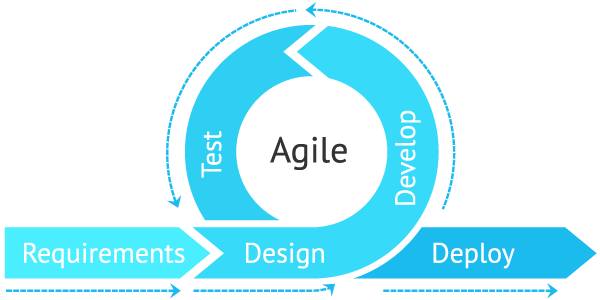 Agile
Test
Develop
Requirements
Design
Deploy